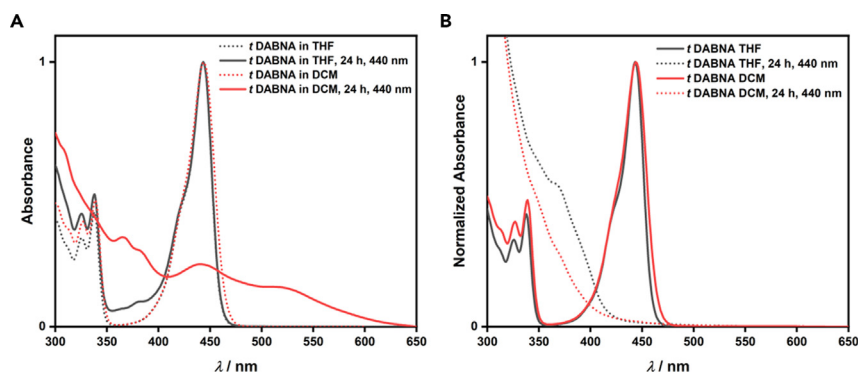 A
t DABNA in THF
t DABNA in THF, 24 h, 440 nm
t DABNA in DCM
t DABNA in DCM, 24 h, 440 nm
1
0
Absorbance
300 350 400 450 500 550 600 650
λ / nm
B
t DABNA THF
t DABNA THF, 24 h, 440 nm
t DABNA DCM
t DABNA DCM, 24 h, 440 nm
1
0
Normalized Absorbance
300 350 400 450 500 550 600 650
λ / nm